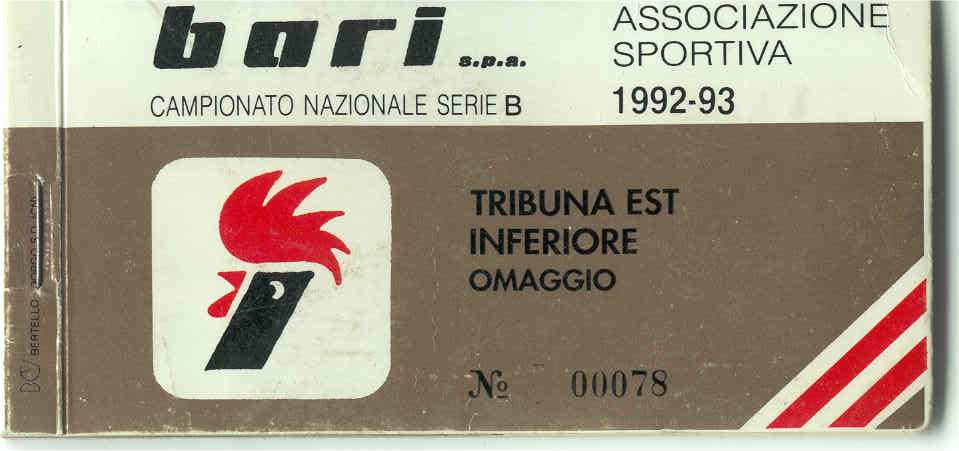 bari s.p.a.
ASSOCIAZIONE
SPORTIVA
CAMPIONATO NAZIONALE SERIE B
1992-93
TRIBUNA EST
INFERIORE
OMAGGIO
No 00078
BERTELLO